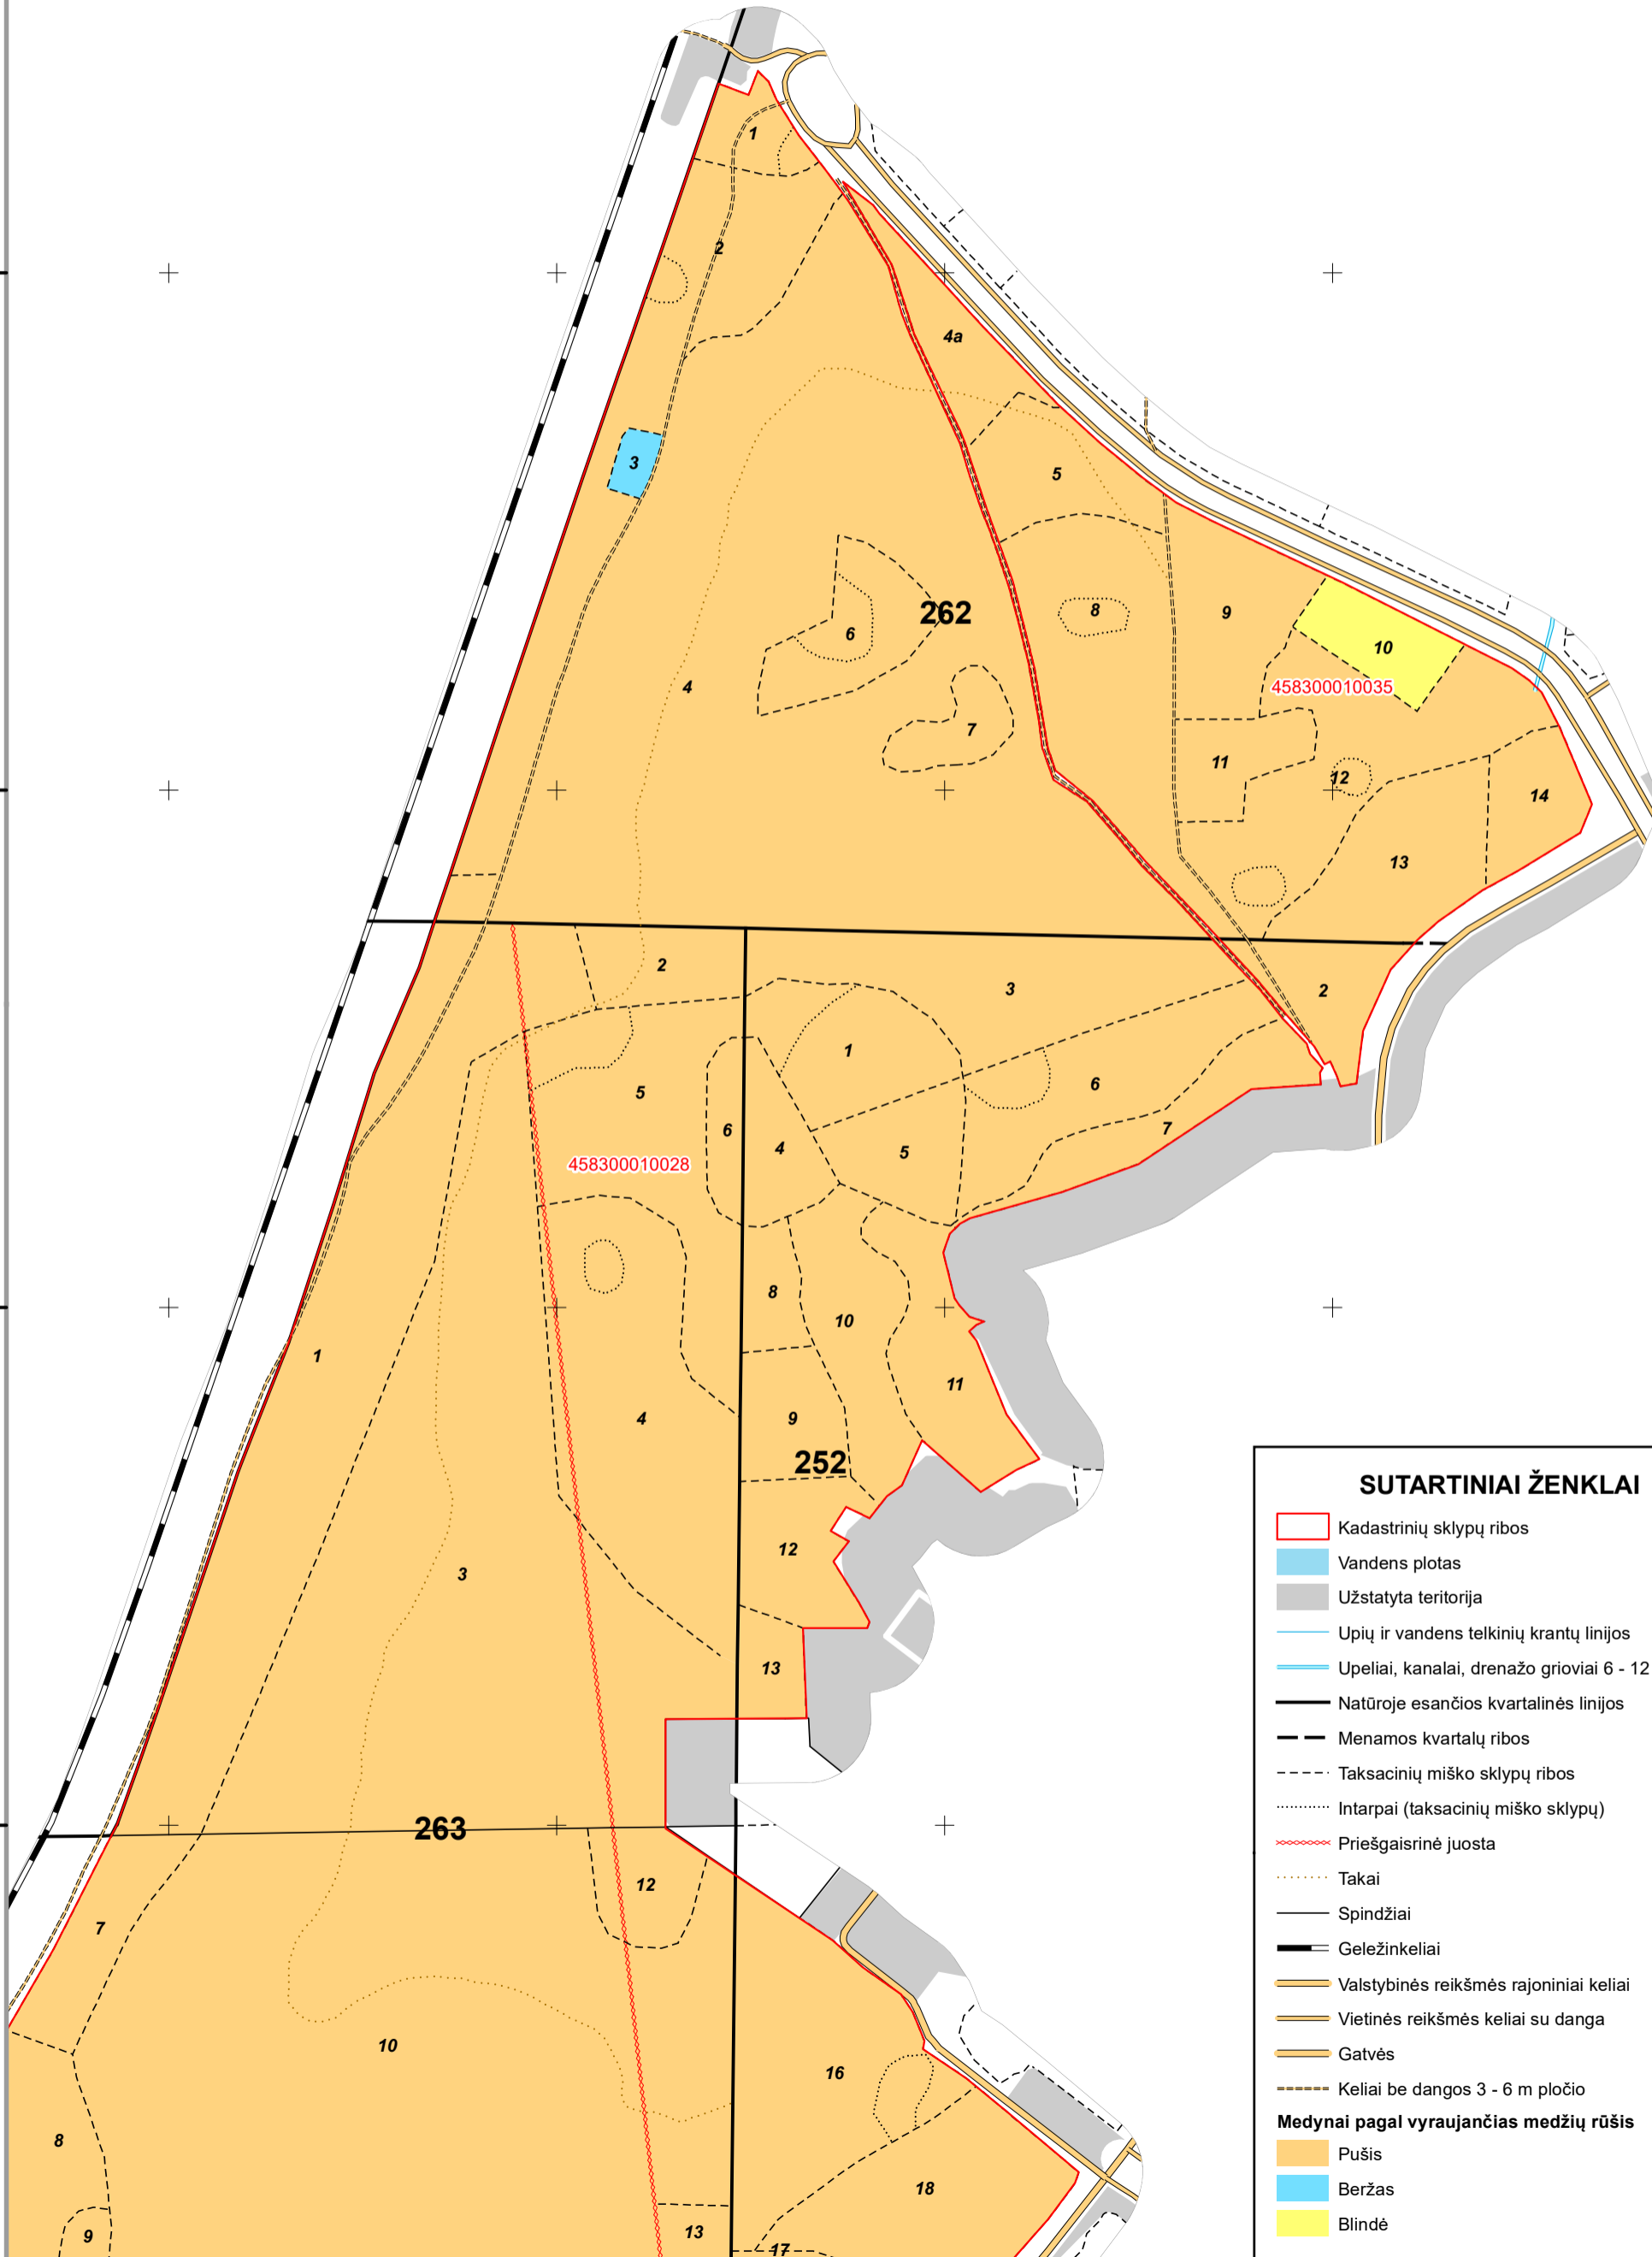 1
2
4a
3
5
262
8
9
6
10
4
458300010035
7
11
12
14
13
2
3
2
1
6
5
7
6
4
5
458300010028
8
10
1
11
4
9
252
12
3
13
263
12
7
10
16
8
18
9
13
17
SUTARTINIAI ŽENKLAI
Kadastrinių sklypų ribos
Vandens plotas
Užstatyta teritorija
Upių ir vandens telkinių krantų linijos
Upeliai, kanalai, drenažo grioviai 6 - 12
Natūroje esančios kvartalinės linijos
Menamos kvartalų ribos
Taksacinių miško sklypų ribos
Intarpai (taksacinių miško sklypų)
Priešgaisrinė juosta
Takai
Spindžiai
Geležinkeliai
Valstybinės reikšmės rajoniniai keliai
Vietinės reikšmės keliai su danga
Gatvės
Keliai be dangos 3 - 6 m pločio
Medynai pagal vyraujančias medžių rūšis
Pušis
Beržas
Blindė